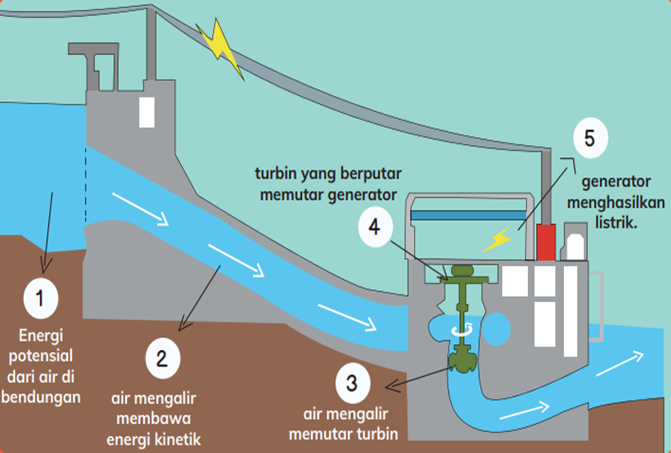 1
Energi
potensial
dari air di
bendungan
2
air mengalir
membawa
energi kinetik
3
air mengalir
memutar turbin
turbin yang berputar
memutar generator
4
5
generator
menghasilkan
listrik.